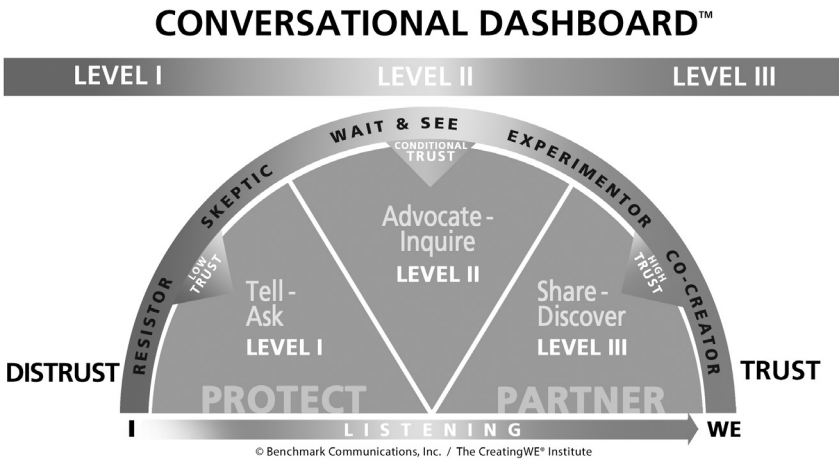 CONVERSATIONAL DASHBOARD™
LEVEL I
LEVEL II
LEVEL III
RESISTOR
SKEPTIC
WAIT & SEE
EXPERIMENTOR
CO-CREATOR
LOW
TRUST
CONDITIONAL
TRUST
HIGH
TRUST
Tell -
Ask
LEVEL I
Advocate -
Inquire
LEVEL II
Share -
Discover
LEVEL III
DISTRUST
TRUST
PROTECT
PARTNER
I
LISTENING
WE
© Benchmark Communications, Inc. / The CreatingWE® Institute